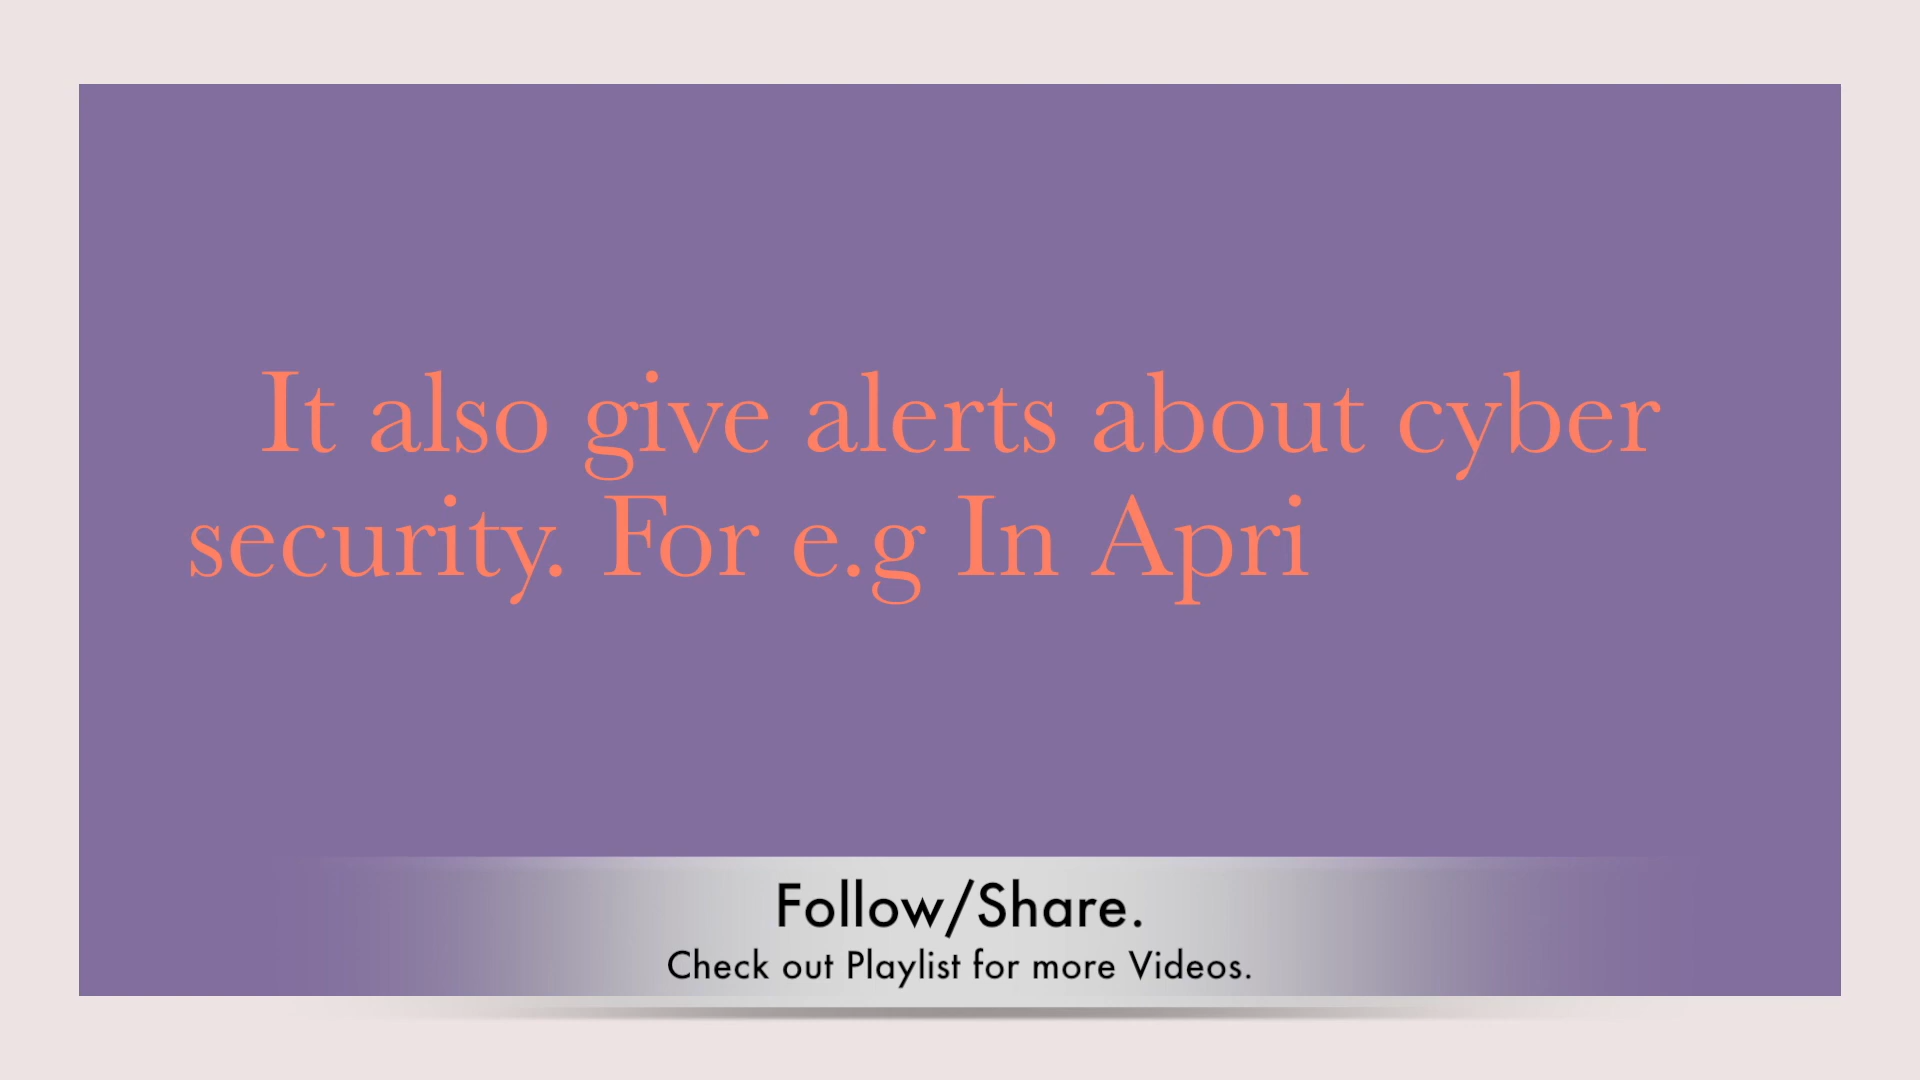 It also give alerts about cyber
security. For e.g In Apri
Follow/Share.
Check out Playlist for more Videos.